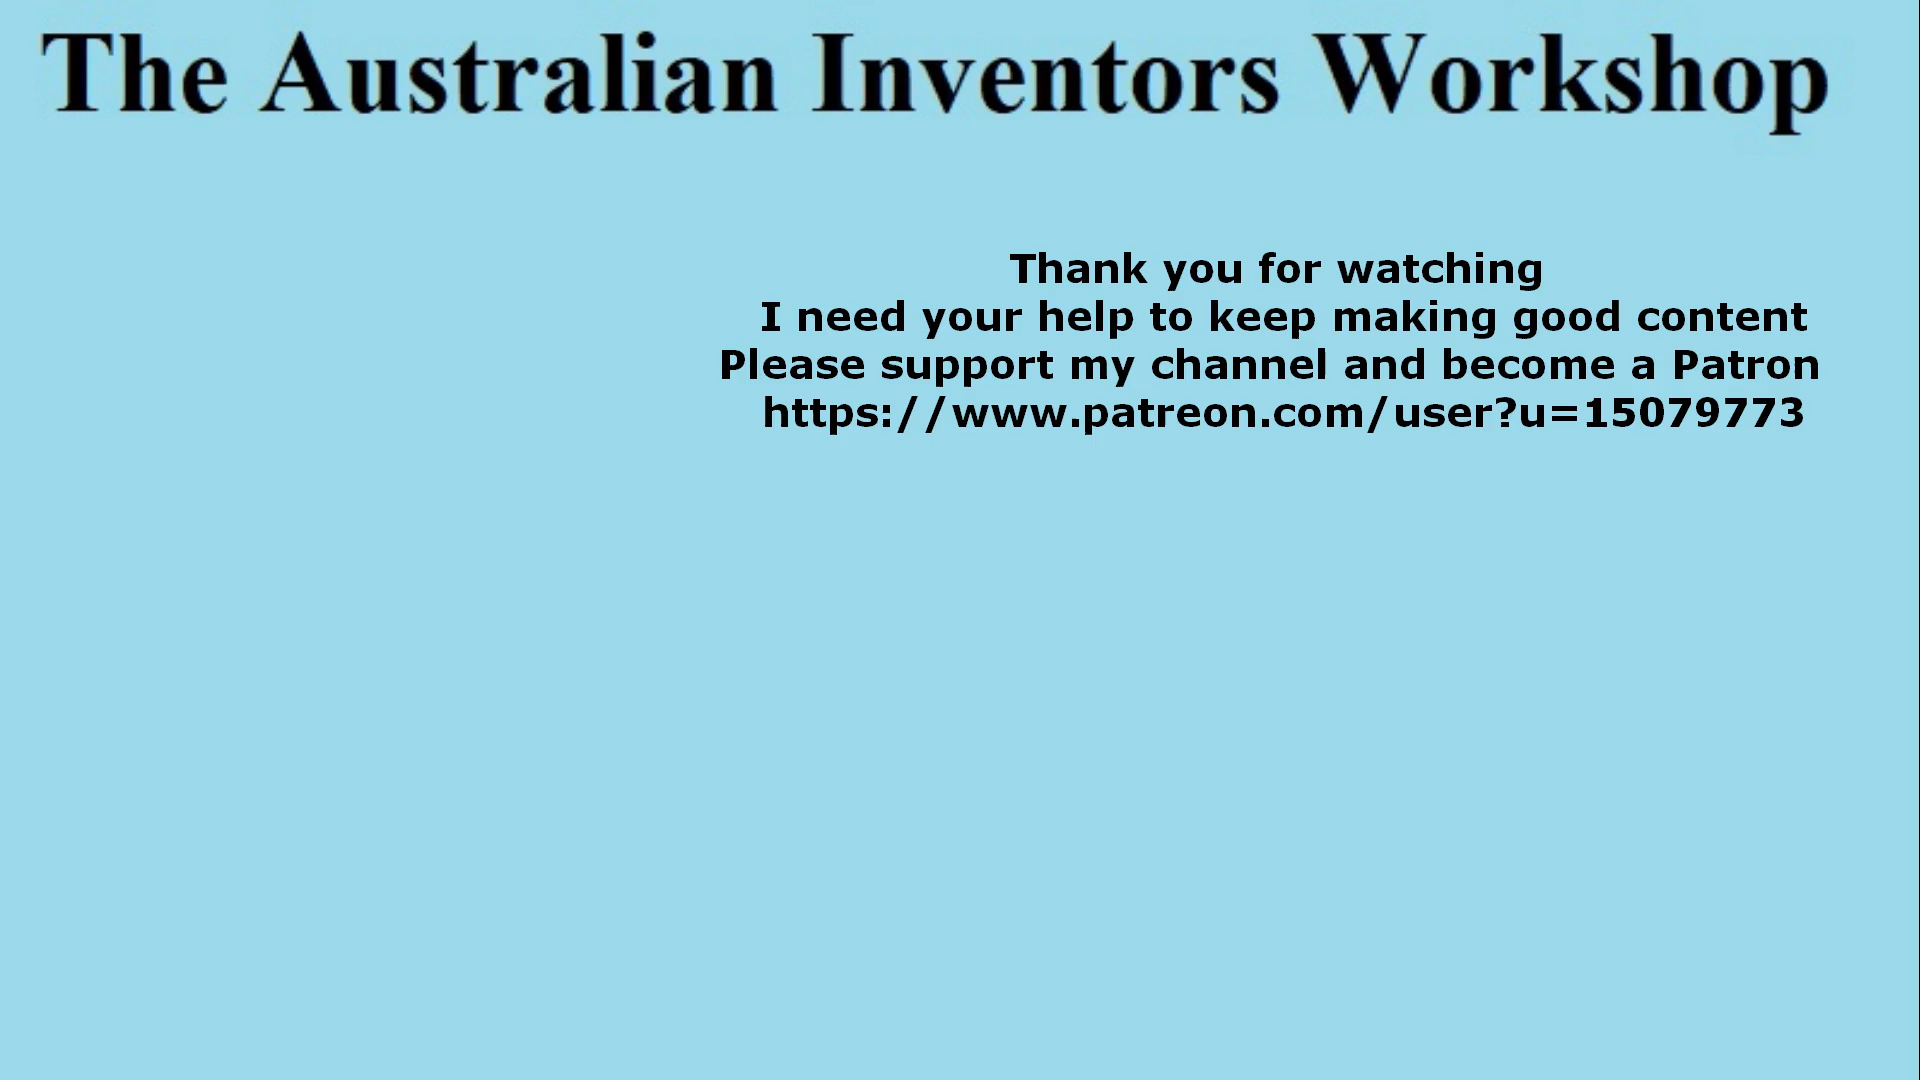 The Australian Inventors Workshop
Thank you for watching
I need your help to keep making good content
Please support my channel and become a Patron
https://www.patreon.com/user?u=15079773